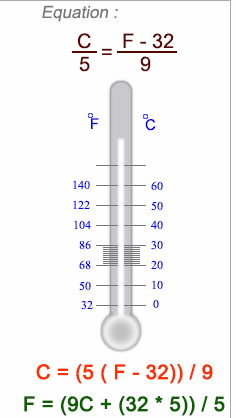 Equation :
C/5 = F - 32/9
°F °C
140 60
122 50
104 40
86 30
68 20
50 10
32 0
C = (5 ( F - 32)) / 9
F = (9C + (32 * 5)) / 5